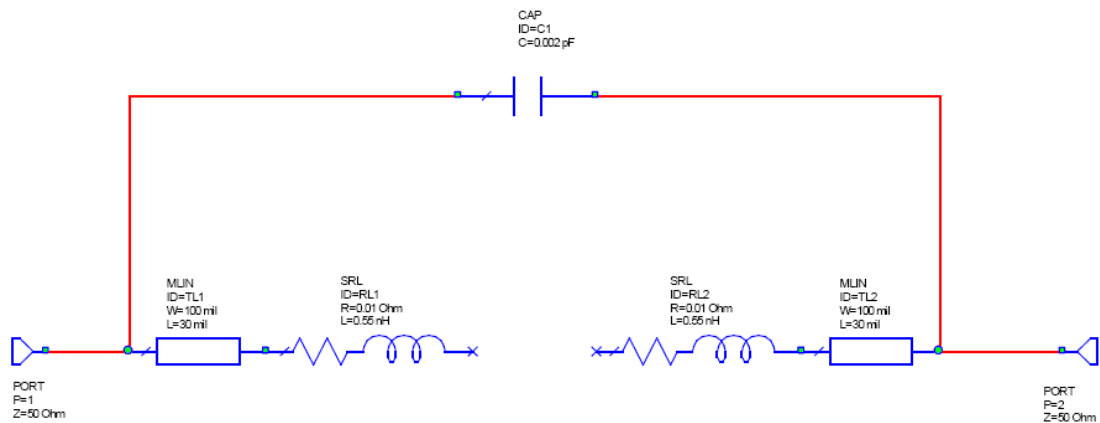 CAP
ID=C1
C=0.002 pF
MLIN
ID=TL1
W=100 mil
L=30 mil
SRL
ID=RL1
R=0.01 Ohm
L=0.55 nH
SRL
ID=RL2
R=0.01 Ohm
L=0.55 nH
MLIN
ID=TL2
W=100 mil
L=30 mil
PORT
P=1
Z=50 Ohm
PORT
P=2
Z=50 Ohm